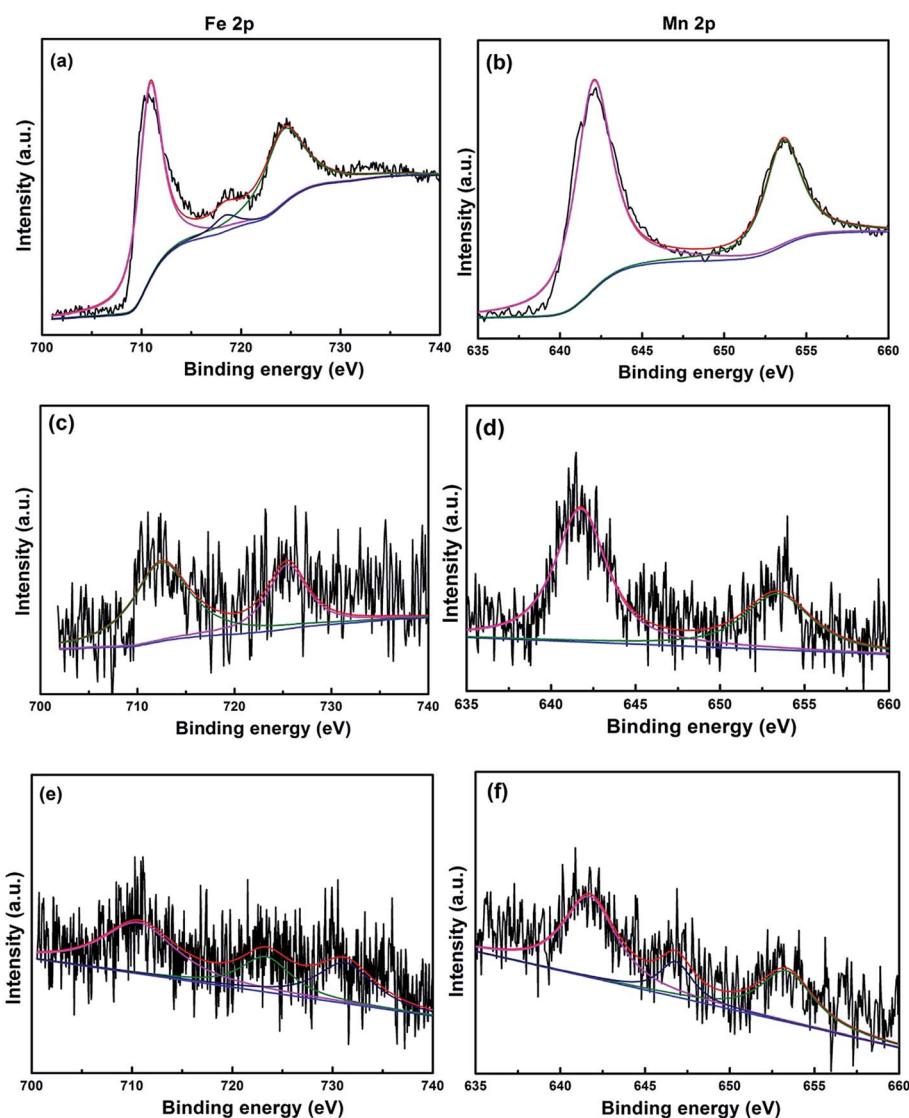 Fe 2p
Mn 2p
(a)
Intensity (a.u.)
700 710 720 730 740
Binding energy (eV)
(b)
Intensity (a.u.)
635 640 645 650 655 660
Binding energy (eV)
(c)
Intensity (a.u.)
700 710 720 730 740
Binding energy (eV)
(d)
Intensity (a.u.)
635 640 645 650 655 660
Binding energy (eV)
(e)
Intensity (a.u.)
700 710 720 730 740
Binding energy (eV)
(f)
Intensity (a.u.)
635 640 645 650 655 660
Binding energy (eV)